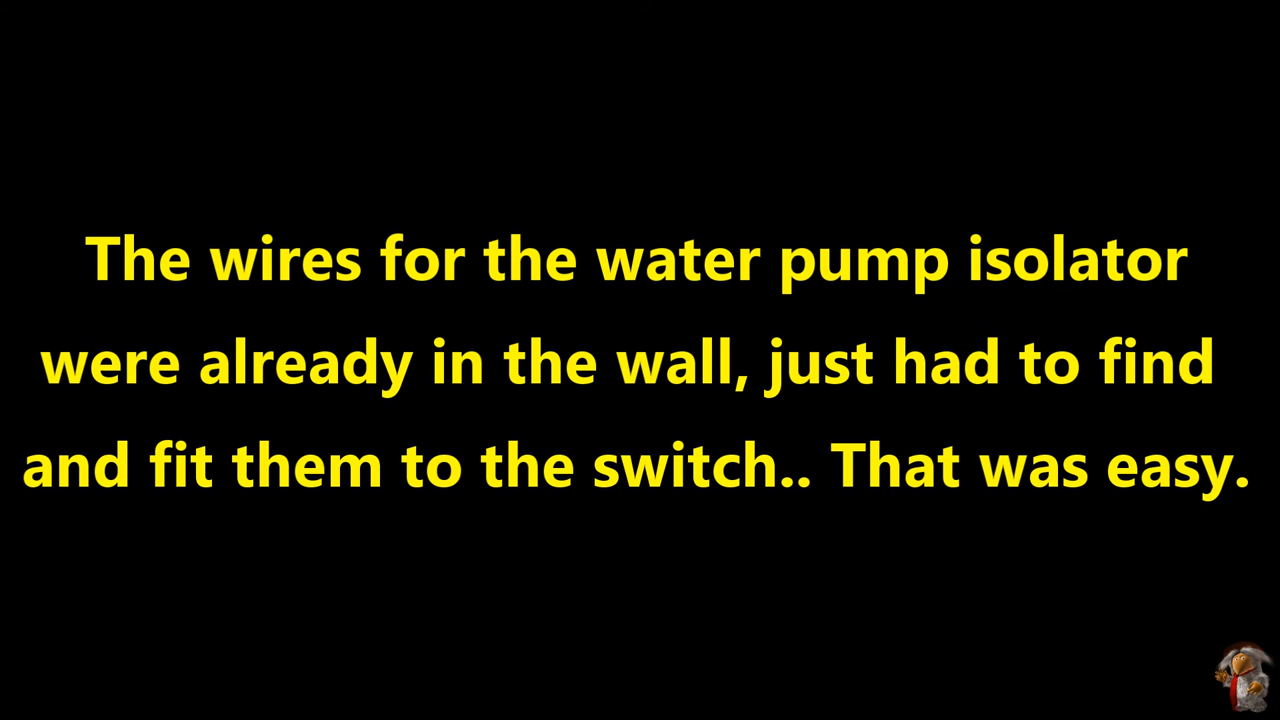 The wires for the water pump isolator
were already in the wall, just had to find
and fit them to the switch.. That was easy.